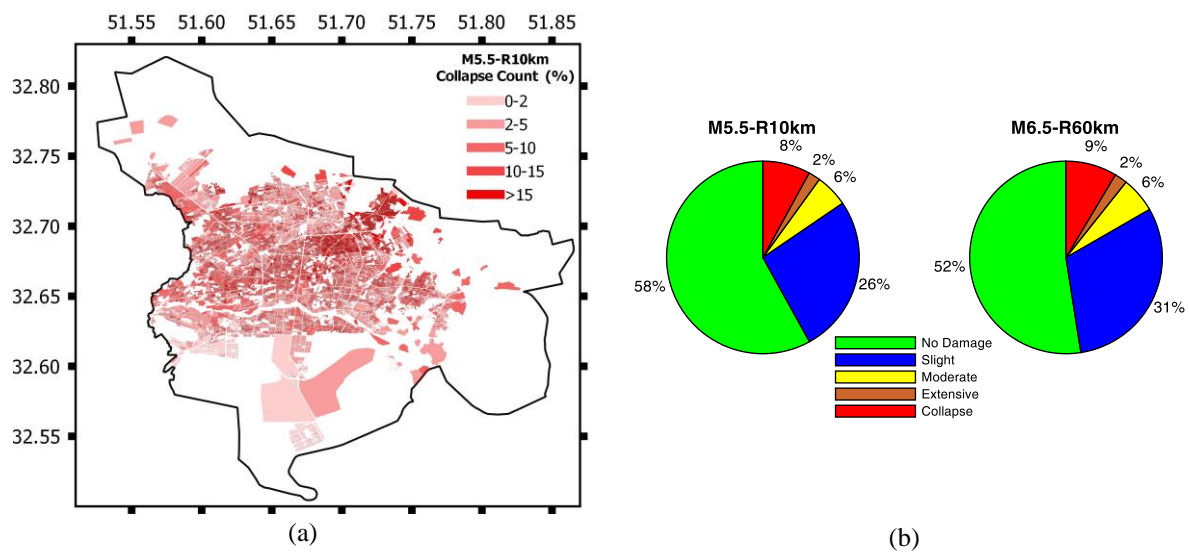 51.55 51.60 51.65 51.70 51.75 51.80 51.85
M5.5-R10km
Collapse Count (%)
0-2
2-5
5-10
10-15
>15
32.80
32.75
32.70
32.65
32.60
32.55
(a)
M5.5-R10km
8%
2%
6%
26%
58%
M6.5-R60km
9%
2%
6%
31%
52%
No Damage
Slight
Moderate
Extensive
Collapse
(b)